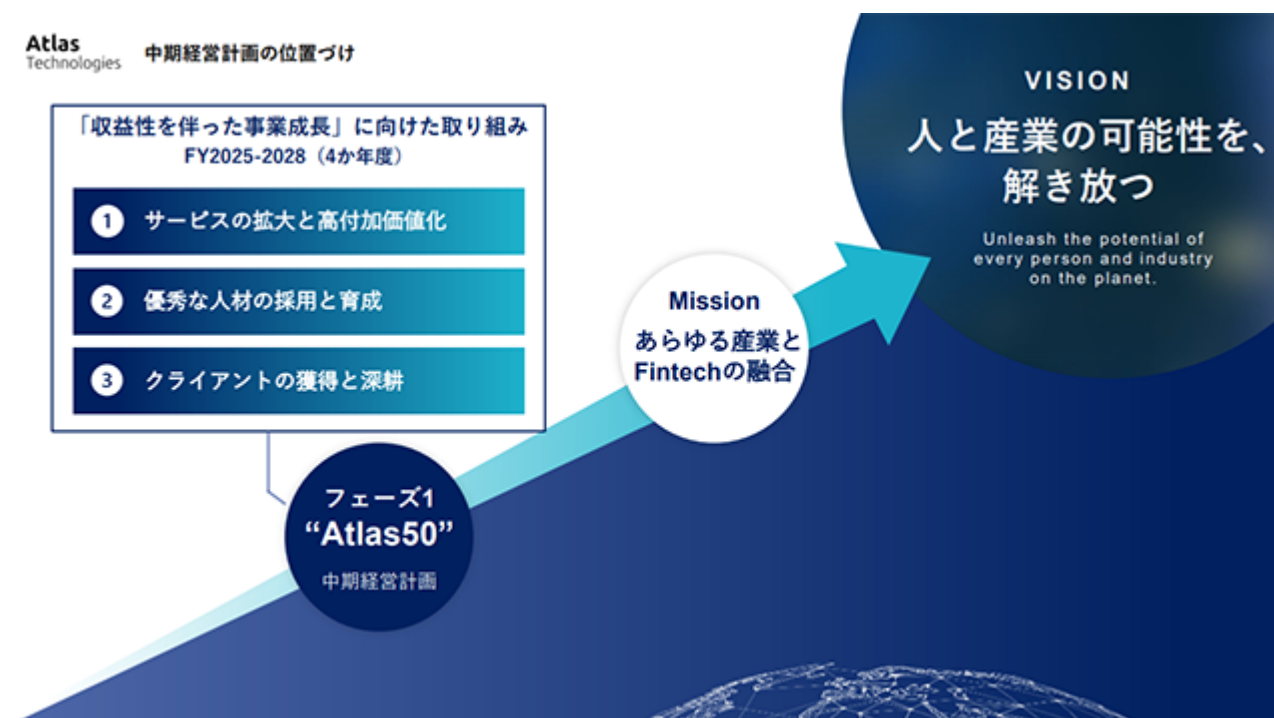 Atlas
Technologies
中期経営計画の位置づけ
「収益性を伴った事業成長」に向けた取り組み
FY2025-2028（4か年度）
1 サービスの拡大と高付加価値化
2 優秀な人材の採用と育成
3 クライアントの獲得と深耕
フェーズ1
“Atlas50”
中期経営計画
Mission
あらゆる産業と
Fintechの融合
VISION
人と産業の可能性を、
解き放つ
Unleash the potential of
every person and industry
on the planet.